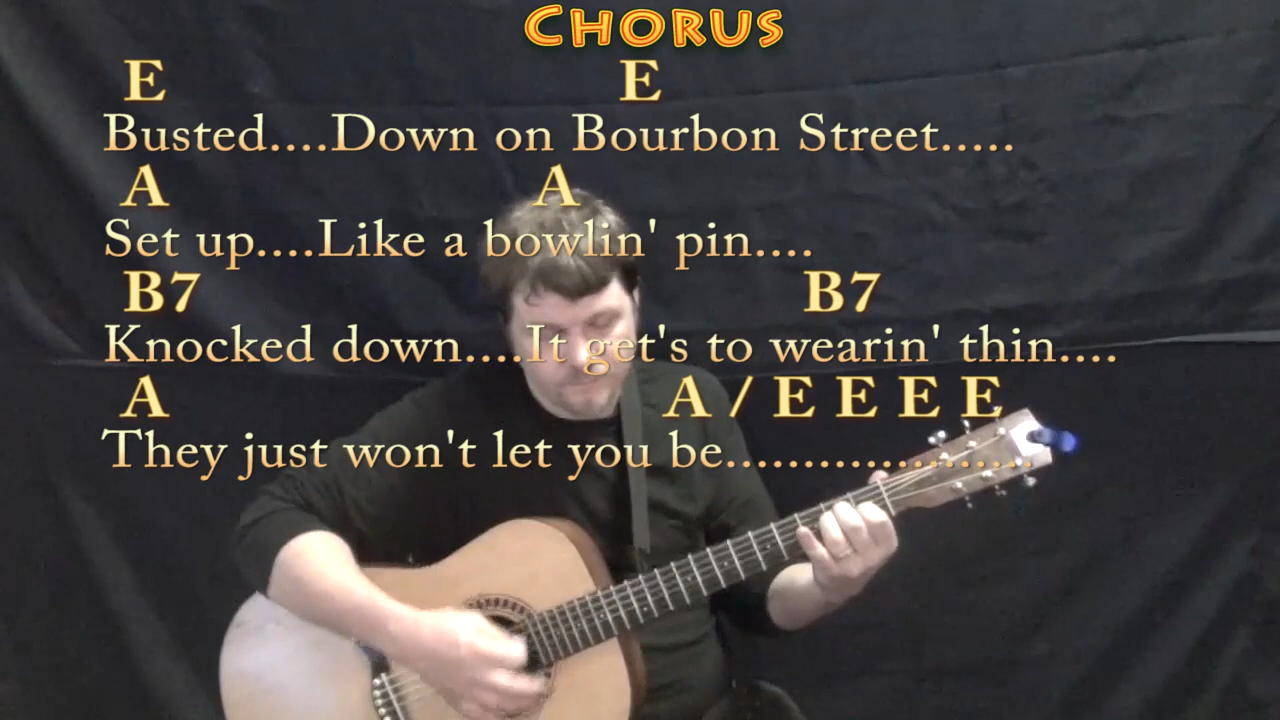 CHORUS
E E
Busted....Down on Bourbon Street.....
A A
Set up....Like a bowlin' pin....
B7 B7
Knocked down....It get's to wearin' thin....
A A / E E E E
They just won't let you be....................